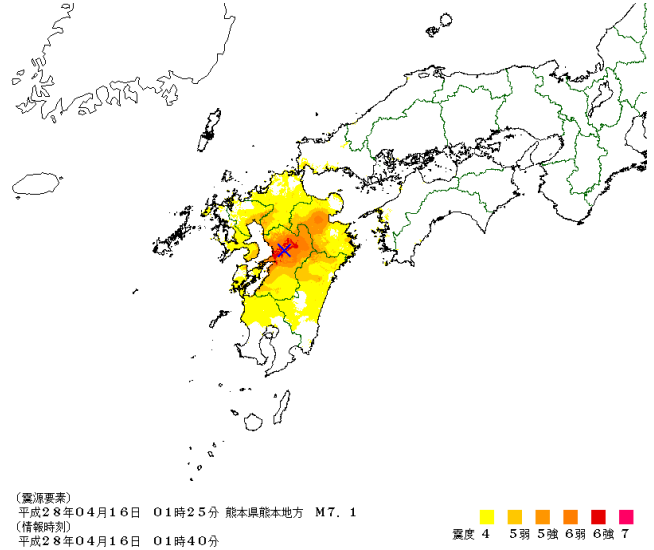 （震源要素）
平成２８年０４月１６日　０１時２５分 熊本県熊本地方　Ｍ７．１
（情報時刻）
平成２８年０４月１６日　０１時４０分
震度 4 5弱 5強 6弱 6強 7